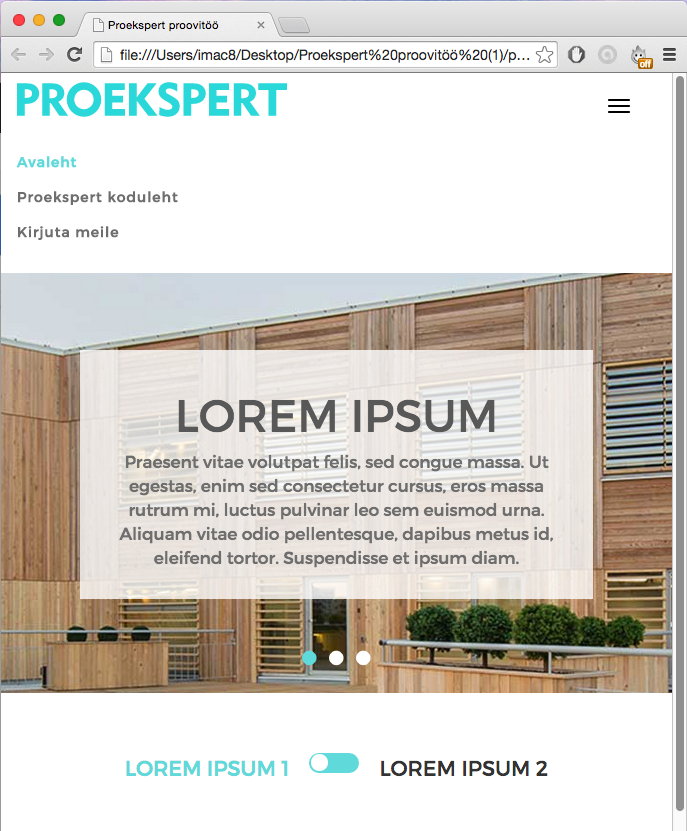 Proekspert proovitöö
file:///Users/imac8/Desktop/Proekspert%20proovitöö%20(1)/p...
off
PROEKSPERT
Avaleht
Proekspert koduleht
Kirjuta meile
LOREM IPSUM
Praesent vitae volutpat felis, sed congue massa. Ut
egestas, enim sed consectetur cursus, eros massa
rutrum mi, luctus pulvinar leo sem euismod urna.
Aliquam vitae odio pellentesque, dapibus metus id,
eleifend tortor. Suspendisse et ipsum diam.
LOREM IPSUM 1
LOREM IPSUM 2